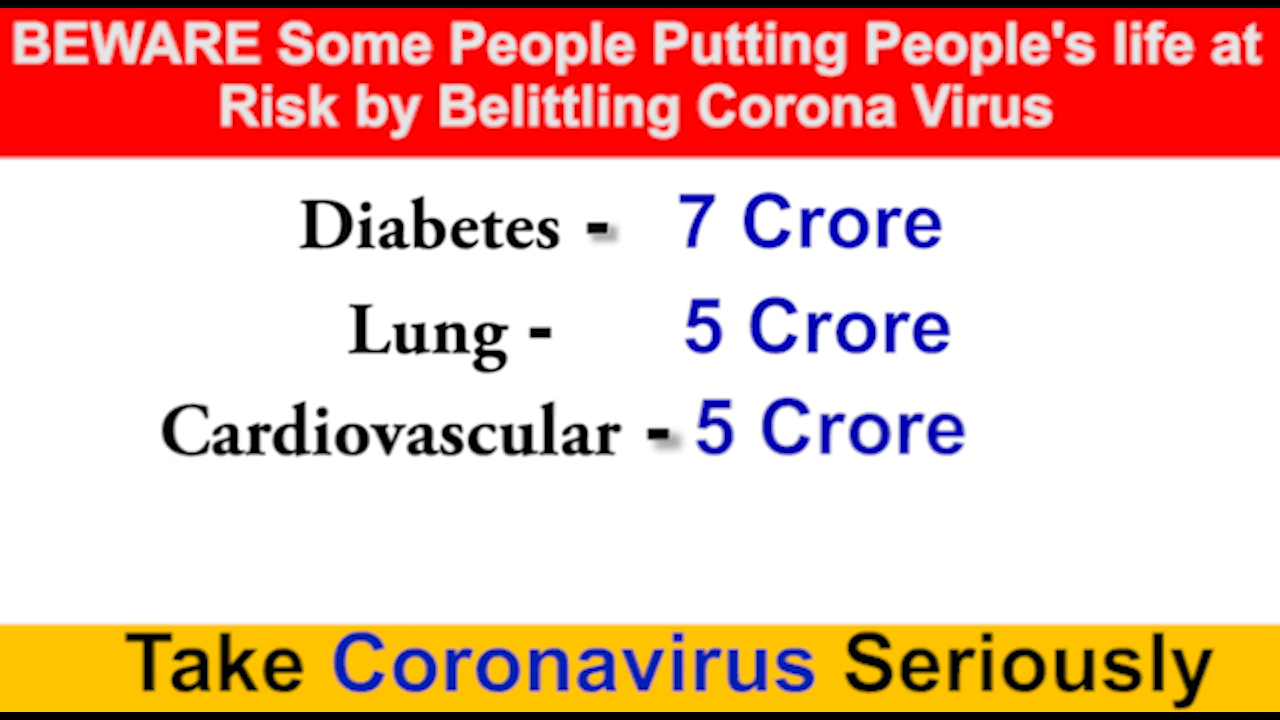 BEWARE Some People Putting People's life at
Risk by Belittling Corona Virus
Diabetes - 7 Crore
Lung - 5 Crore
Cardiovascular - 5 Crore
Take Coronavirus Seriously